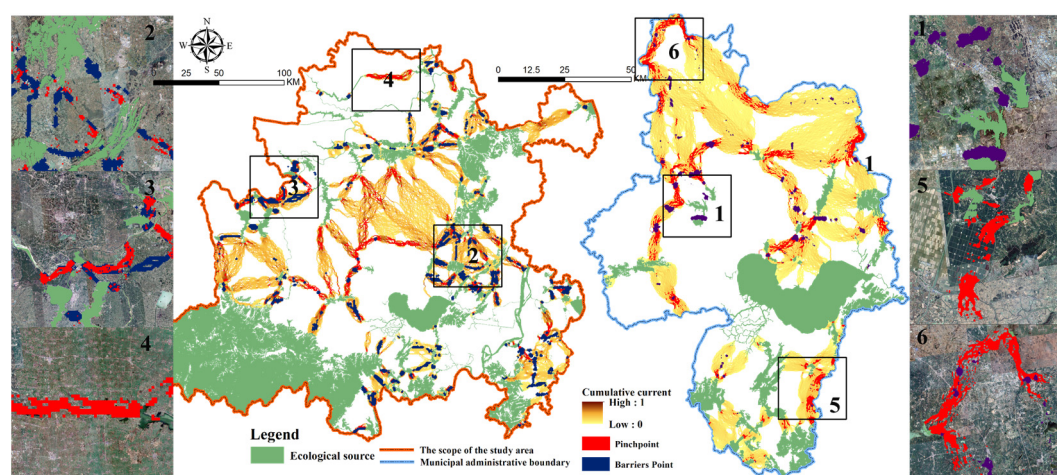 2
N
W E
S
25 50 100
KM
3
4
4
3
2
Legend
Ecological source
The scope of the study area
Municipal administrative boundary
12.5 25 50
KM
6
1
1
5
Cumulative current
High : 1
Low : 0
Pinchpoint
Barriers Point
1
5
6